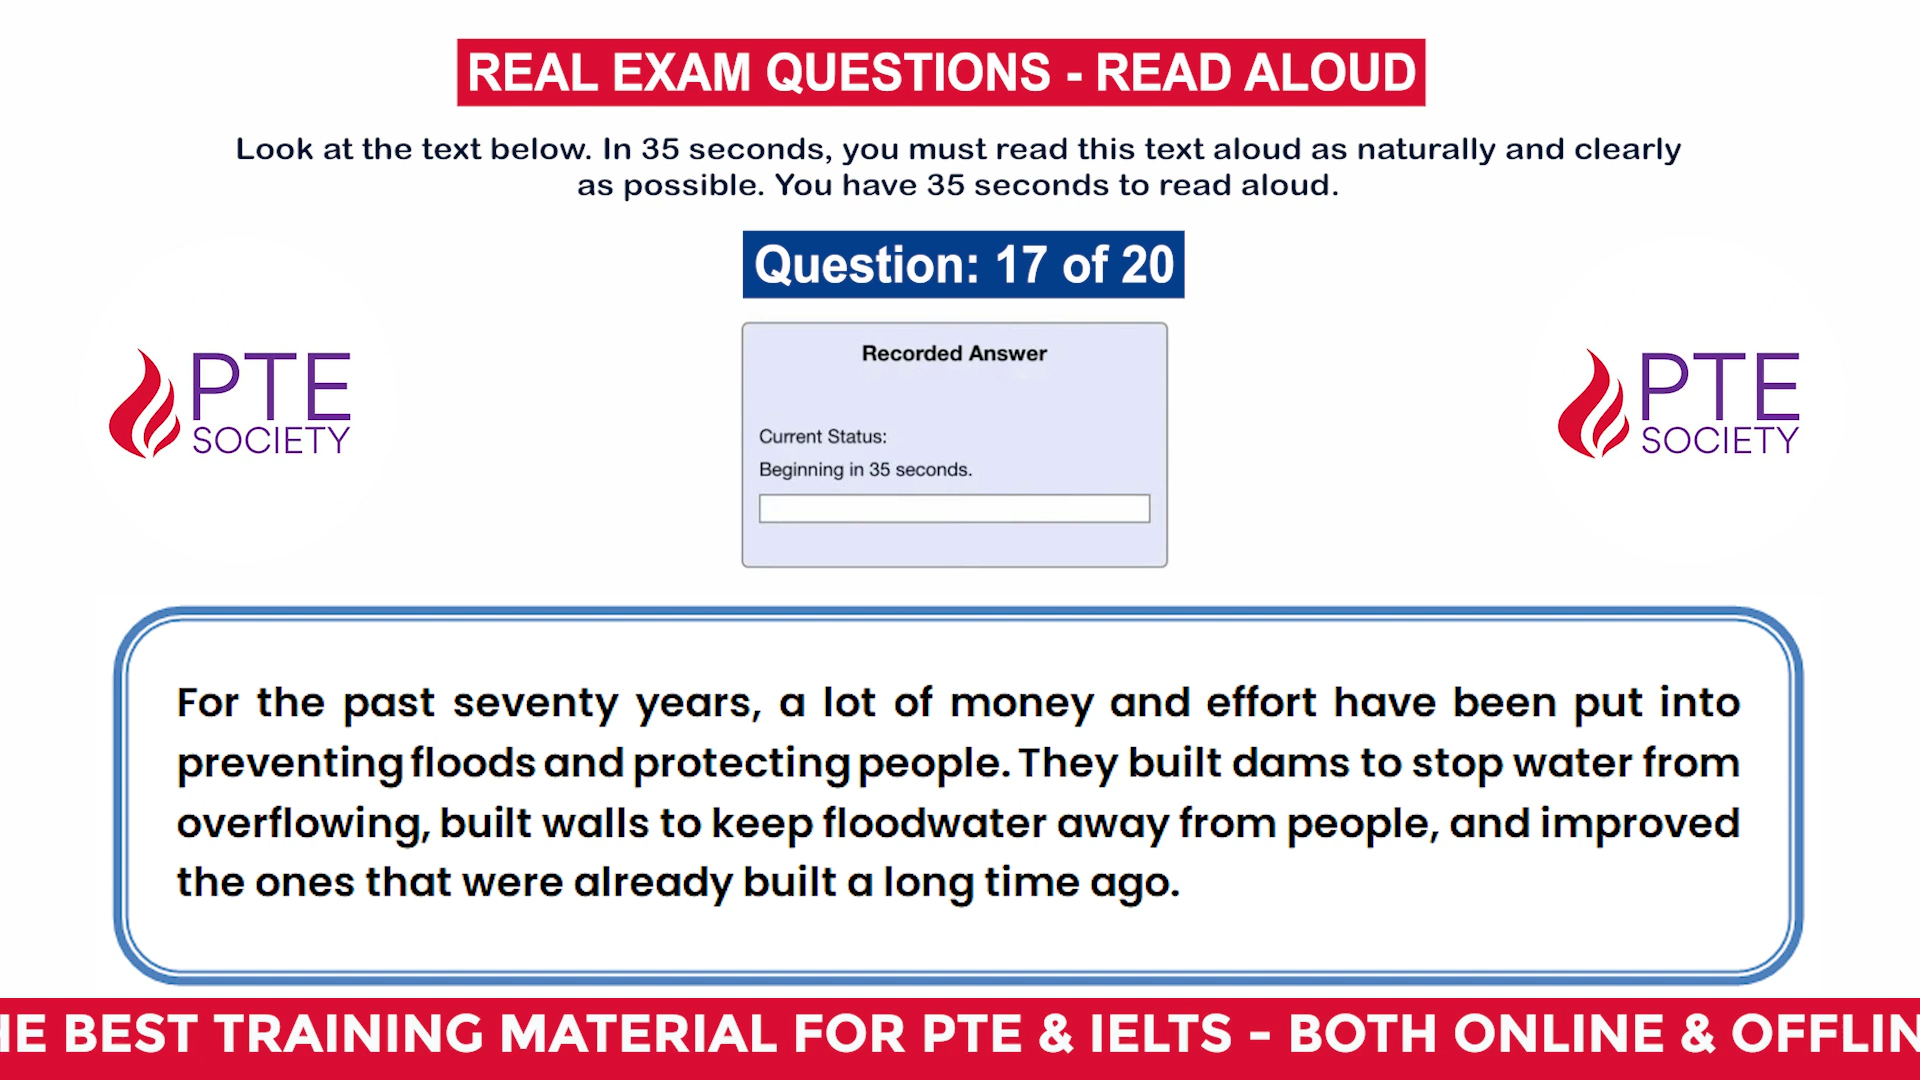 REAL EXAM QUESTIONS - READ ALOUD
Look at the text below. In 35 seconds, you must read this text aloud as naturally and clearly
as possible. You have 35 seconds to read aloud.
Question: 17 of 20
PTE
SOCIETY
Recorded Answer
Current Status:
Beginning in 35 seconds.
PTE
SOCIETY
For the past seventy years, a lot of money and effort have been put into
preventing floods and protecting people. They built dams to stop water from
overflowing, built walls to keep floodwater away from people, and improved
the ones that were already built a long time ago.
HE BEST TRAINING MATERIAL FOR PTE & IELTS - BOTH ONLINE & OFFLIN